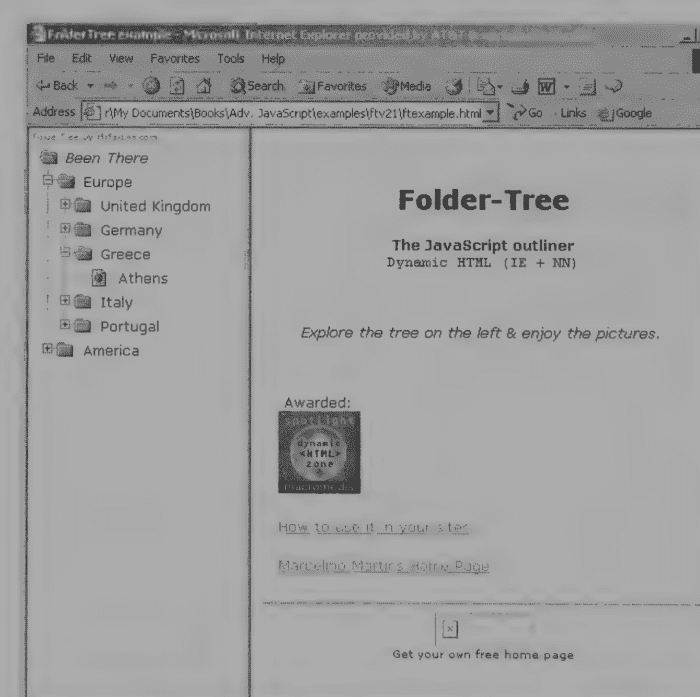 FolderTree example - Microsoft Internet Explorer provided by AT&T
File Edit View Favorites Tools Help
Back Search Favorites Media
Address r\My Documents\Books\Adv. JavaScript\examples\ftv21\ftexample.html Go Links Google
Been There
Europe
United Kingdom
Germany
Greece
Athens
Italy
Portugal
America
Folder-Tree
The JavaScript outliner
Dynamic HTML (IE + NN)
Explore the tree on the left & enjoy the pictures.
Awarded:
spotlight
dynamic
<HTML>
zone
macromedia
How to use it in your site
Marcelino Martins Home Page
Get your own free home page